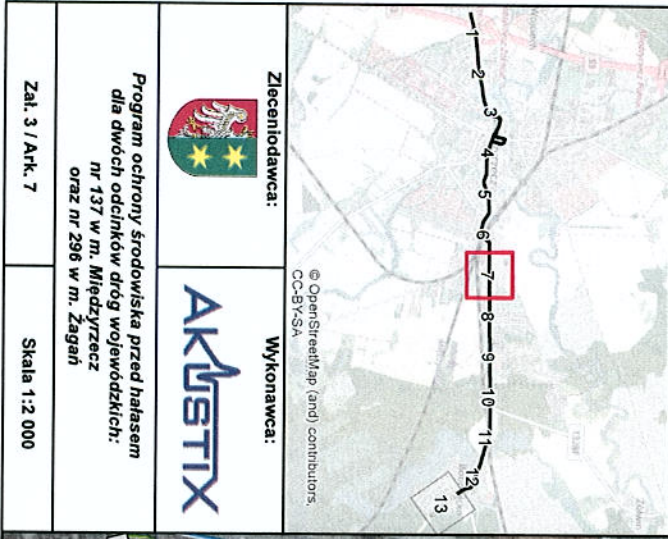 1 2 3 4 5 6 7 8 9 10 11 12 13
© OpenStreetMap (and) contributors,
CC-BY-SA
Zleceniodawca:
Wykonawca:
AKUSTIX
Program ochrony środowiska przed hałasem
dla dwóch odcinków dróg wojewódzkich:
nr 137 w m. Międzyrzecz
oraz nr 296 w m. Żagań
Zał. 3 / Ark. 7
Skala 1:2 000